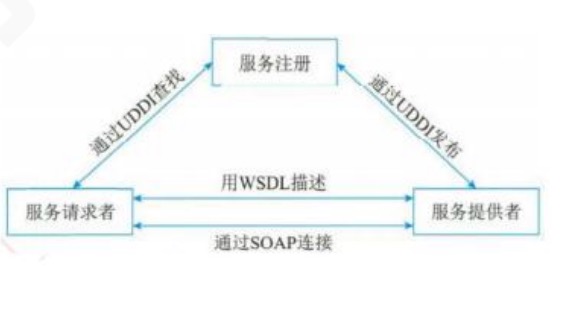 服务注册
通过UDDI查找
通过UDDI发布
用WSDL描述
服务请求者
服务提供者
通过SOAP连接